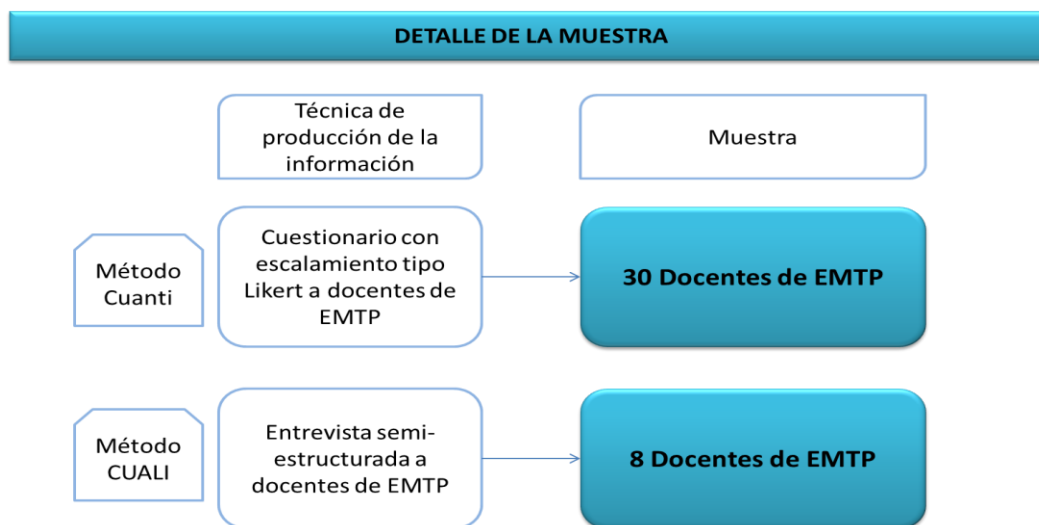 DETALLE DE LA MUESTRA
Técnica de
producción de la
información
Muestra
Método
Cuanti
Cuestionario con
escalamiento tipo
Likert a docentes de
EMTP
30 Docentes de EMTP
Método
CUALI
Entrevista semi-
estructurada a
docentes de EMTP
8 Docentes de EMTP